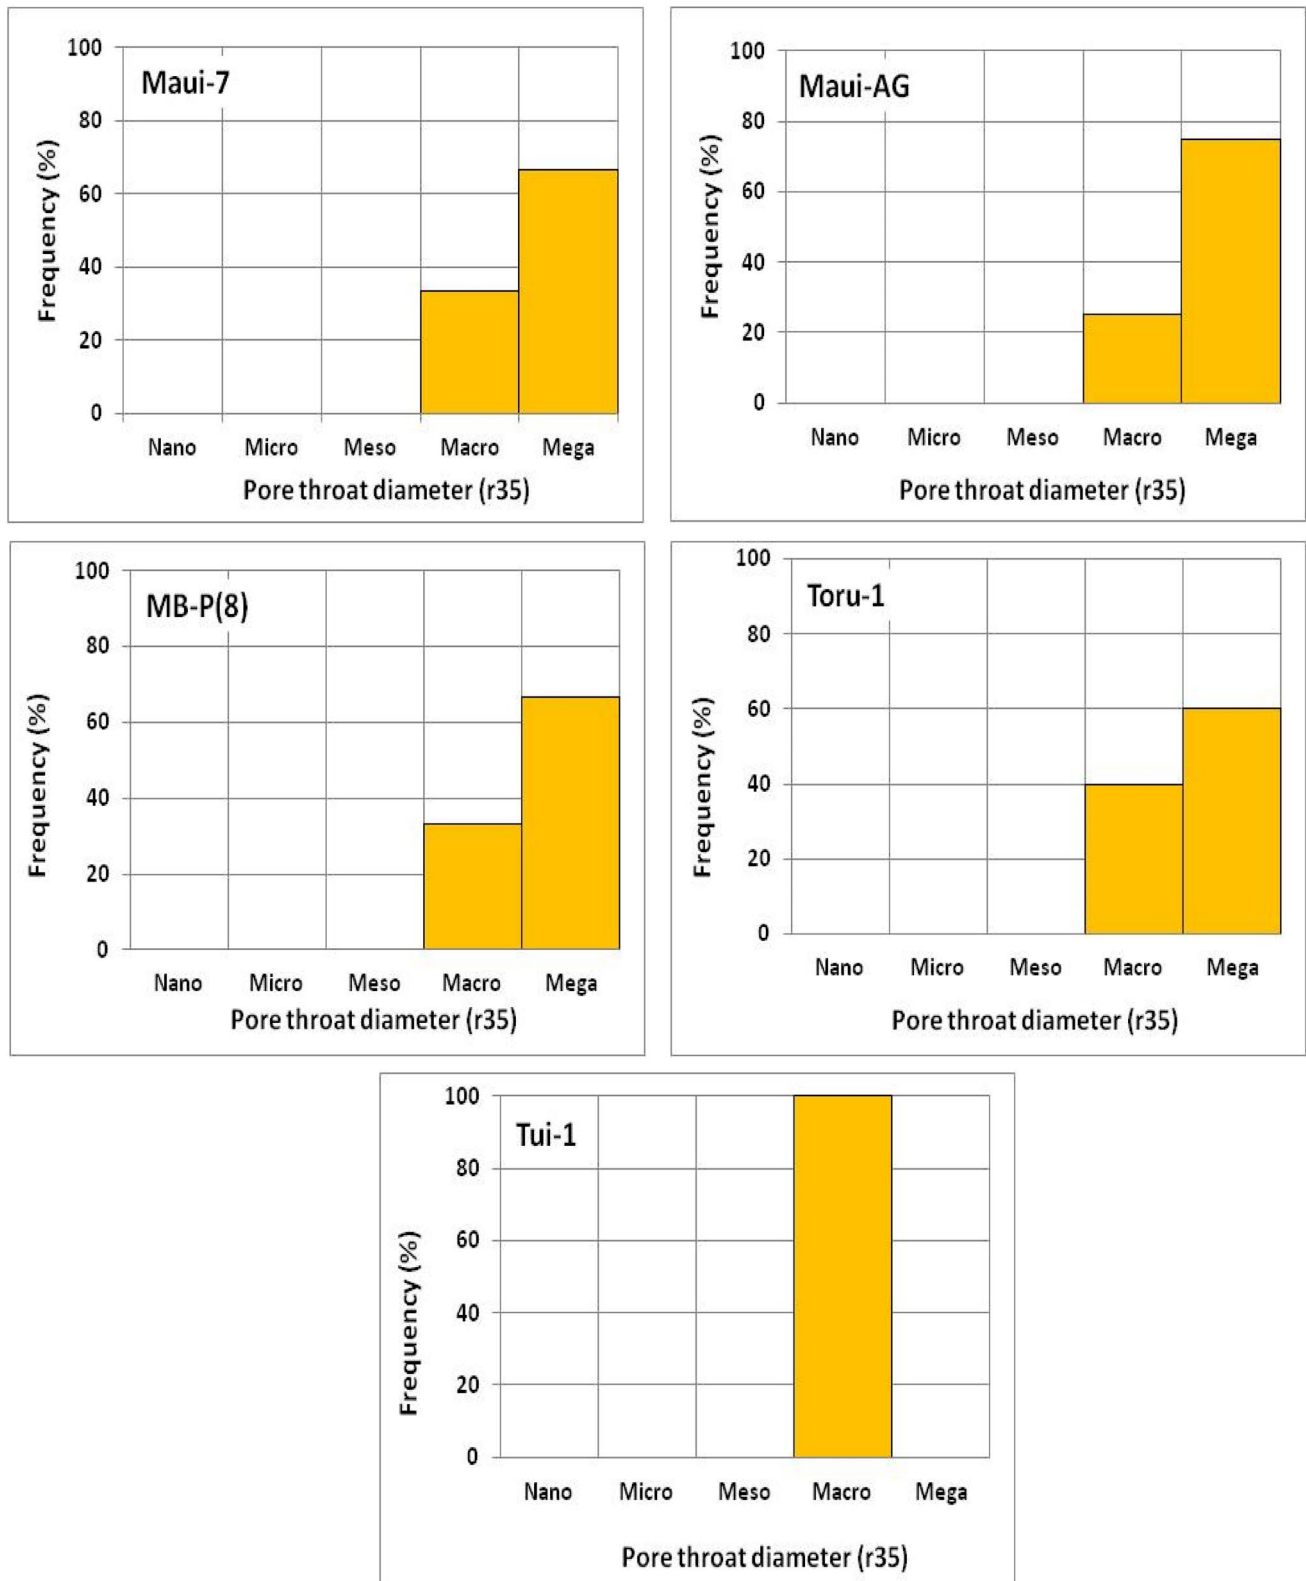 Maui-7
Frequency (%)
100
80
60
40
20
0
Nano Micro Meso Macro Mega
Pore throat diameter (r35)
Maui-AG
Frequency (%)
100
80
60
40
20
0
Nano Micro Meso Macro Mega
Pore throat diameter (r35)
MB-P(8)
Frequency (%)
100
80
60
40
20
0
Nano Micro Meso Macro Mega
Pore throat diameter (r35)
Toru-1
Frequency (%)
100
80
60
40
20
0
Nano Micro Meso Macro Mega
Pore throat diameter (r35)
Tui-1
Frequency (%)
100
80
60
40
20
0
Nano Micro Meso Macro Mega
Pore throat diameter (r35)